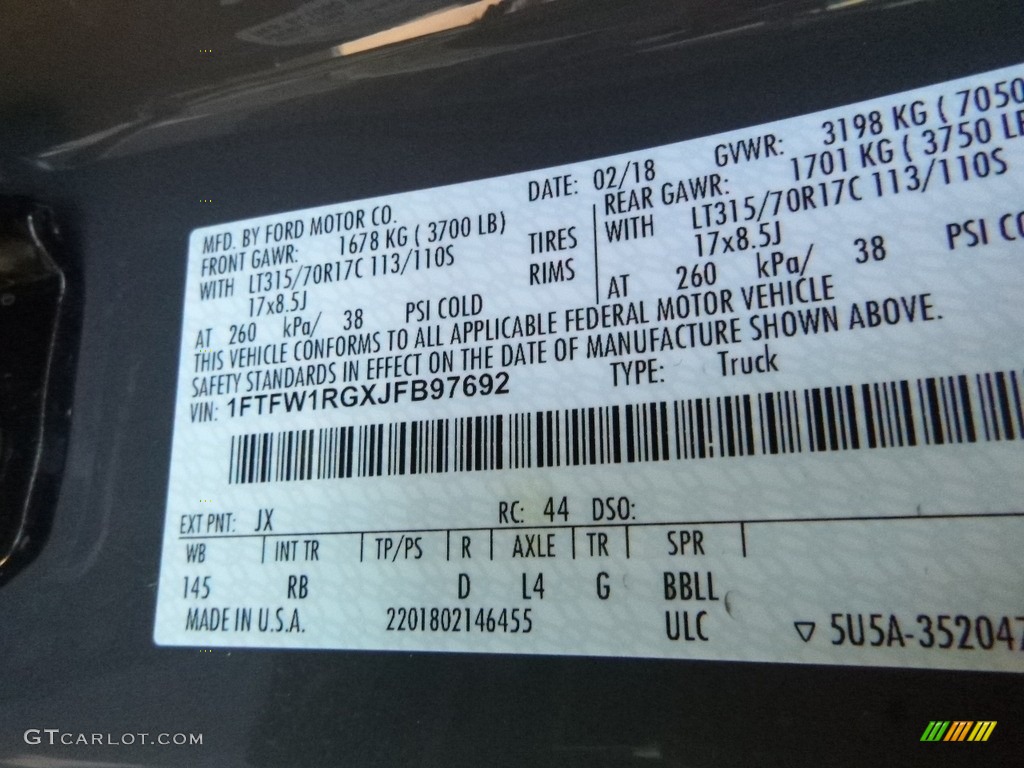 MFD. BY FORD MOTOR CO. DATE: 02/18 GVWR: 3198 KG ( 7050
FRONT GAWR: 1678 KG ( 3700 LB) REAR GAWR: 1701 KG ( 3750 LB
WITH LT315/70R17C 113/110S TIRES WITH LT315/70R17C 113/110S
17x8.5J RIMS 17x8.5J
AT 260 kPa/ 38 PSI COLD AT 260 kPa/ 38 PSI CO
THIS VEHICLE CONFORMS TO ALL APPLICABLE FEDERAL MOTOR VEHICLE
SAFETY STANDARDS IN EFFECT ON THE DATE OF MANUFACTURE SHOWN ABOVE.
VIN: 1FTFW1RGXJFB97692 TYPE: Truck
EXT PNT: JX RC: 44 DSO:
WB INT TR TP/PS R AXLE TR SPR
145 RB D L4 G BBLL
MADE IN U.S.A. 2201802146455 ULC ▽ 5U5A-352047
GTCARLOT.COM